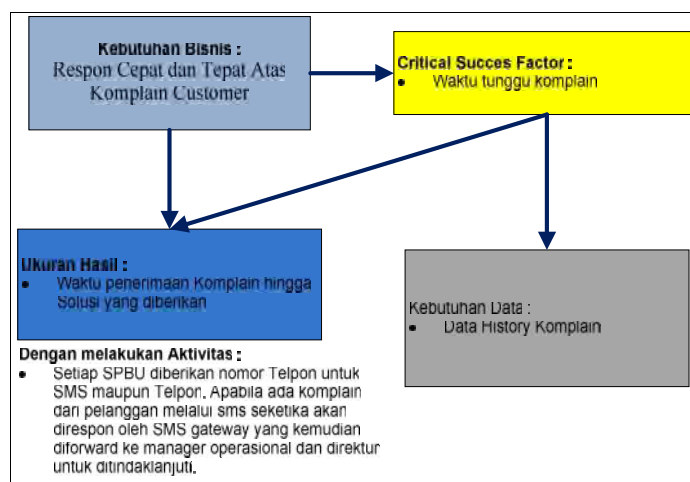 Kebutuhan Bisnis :
Respon Cepat dan Tepat Atas
Komplain Customer
Critical Succes Factor :
• Waktu tunggu komplain
Ukuran Hasil :
• Waktu penerimaan Komplain hingga
Solusi yang diberikan
Kebutuhan Data :
• Data History Komplain
Dengan melakukan Aktivitas :
• Setiap SPBU diberikan nomor Telpon untuk
SMS maupun Telpon. Apabila ada komplain
dari pelanggan melalui sms seketika akan
direspon oleh SMS gateway yang kemudian
diforward ke manager operasional dan direktur
untuk ditindaklanjuti.